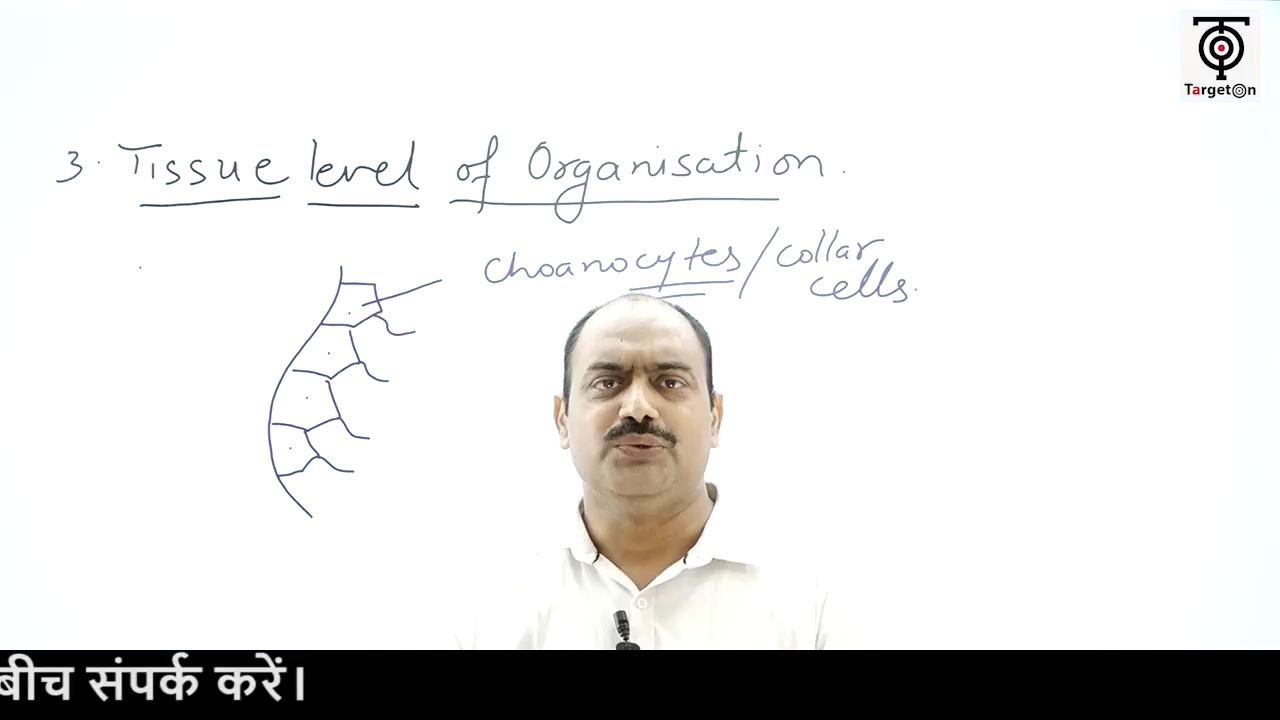 TargetOn
3. Tissue level of Organisation.
Choanocytes/collar
cells.
बीच संपर्क करें।